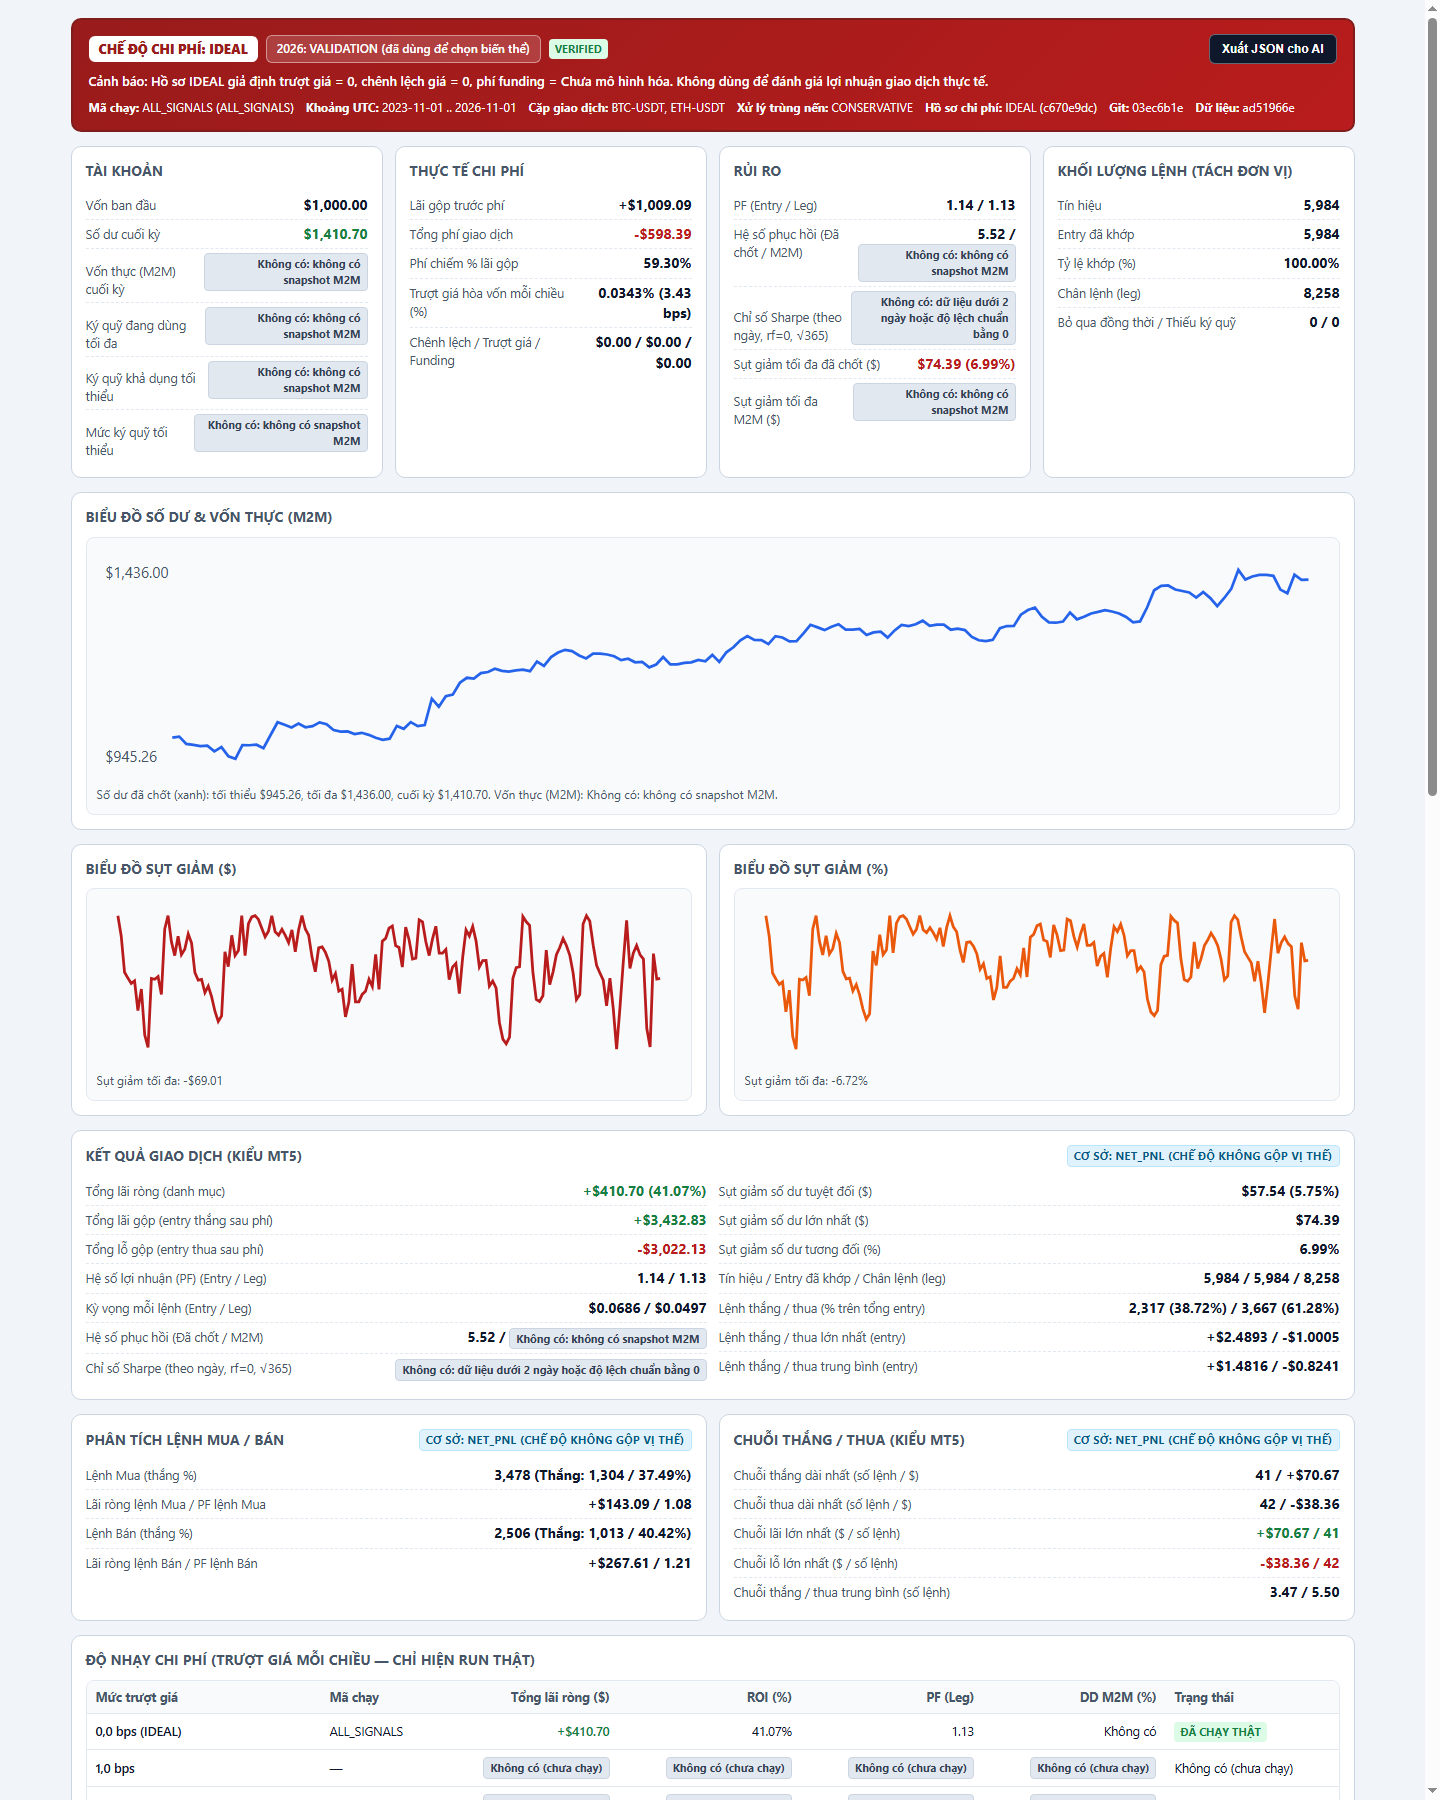 CHẾ ĐỘ CHI PHÍ: IDEAL
2026: VALIDATION (đã dùng để chọn biến thể)
VERIFIED
Xuất JSON cho AI
Cảnh báo: Hồ sơ IDEAL giả định trượt giá = 0, chênh lệch giá = 0, phí funding = Chưa mô hình hóa. Không dùng để đánh giá lợi nhuận giao dịch thực tế.
Mã chạy: ALL_SIGNALS (ALL_SIGNALS) Khoảng UTC: 2023-11-01 .. 2026-11-01 Cặp giao dịch: BTC-USDT, ETH-USDT Xử lý trùng nến: CONSERVATIVE Hồ sơ chi phí: IDEAL (c670e9dc) Git: 03ec6b1e Dữ liệu: ad51966e
TÀI KHOẢN
Vốn ban đầu $1,000.00
Số dư cuối kỳ $1,410.70
Vốn thực (M2M)
cuối kỳ
Không có: không có
snapshot M2M
Ký quỹ đang dùng
tối đa
Không có: không có
snapshot M2M
Ký quỹ khả dụng tối
thiểu
Không có: không có
snapshot M2M
Mức ký quỹ tối
thiểu
Không có: không có snapshot
M2M
THỰC TẾ CHI PHÍ
Lãi gộp trước phí +$1,009.09
Tổng phí giao dịch -$598.39
Phí chiếm % lãi gộp 59.30%
Trượt giá hòa vốn mỗi chiều
(%)
0.0343% (3.43
bps)
Chênh lệch / Trượt giá /
Funding
$0.00 / $0.00 /
$0.00
RỦI RO
PF (Entry / Leg) 1.14 / 1.13
Hệ số phục hồi (Đã
chốt / M2M)
5.52 /
Không có: không có
snapshot M2M
Chỉ số Sharpe (theo
ngày, rf=0, √365)
Không có: dữ liệu dưới 2
ngày hoặc độ lệch chuẩn
bằng 0
Sụt giảm tối đa đã chốt ($) $74.39 (6.99%)
Sụt giảm tối đa
M2M ($)
Không có: không có
snapshot M2M
KHỐI LƯỢNG LỆNH (TÁCH ĐƠN VỊ)
Tín hiệu 5,984
Entry đã khớp 5,984
Tỷ lệ khớp (%) 100.00%
Chân lệnh (leg) 8,258
Bỏ qua đồng thời / Thiếu ký quỹ 0 / 0
BIỂU ĐỒ SỐ DƯ & VỐN THỰC (M2M)
$1,436.00
$945.26
Số dư đã chốt (xanh): tối thiểu $945.26, tối đa $1,436.00, cuối kỳ $1,410.70. Vốn thực (M2M): Không có: không có snapshot M2M.
BIỂU ĐỒ SỤT GIẢM ($)
Sụt giảm tối đa: -$69.01
BIỂU ĐỒ SỤT GIẢM (%)
Sụt giảm tối đa: -6.72%
KẾT QUẢ GIAO DỊCH (KIỂU MT5)
CƠ SỞ: NET_PNL (CHẾ ĐỘ KHÔNG GỘP VỊ THẾ)
Tổng lãi ròng (danh mục) +$410.70 (41.07%)
Tổng lãi gộp (entry thắng sau phí) +$3,432.83
Tổng lỗ gộp (entry thua sau phí) -$3,022.13
Hệ số lợi nhuận (PF) (Entry / Leg) 1.14 / 1.13
Kỳ vọng mỗi lệnh (Entry / Leg) $0.0686 / $0.0497
Hệ số phục hồi (Đã chốt / M2M) 5.52 / Không có: không có snapshot M2M
Chỉ số Sharpe (theo ngày, rf=0, √365) Không có: dữ liệu dưới 2 ngày hoặc độ lệch chuẩn bằng 0
Sụt giảm số dư tuyệt đối ($) $57.54 (5.75%)
Sụt giảm số dư lớn nhất ($) $74.39
Sụt giảm số dư tương đối (%) 6.99%
Tín hiệu / Entry đã khớp / Chân lệnh (leg) 5,984 / 5,984 / 8,258
Lệnh thắng / thua (% trên tổng entry) 2,317 (38.72%) / 3,667 (61.28%)
Lệnh thắng / thua lớn nhất (entry) +$2.4893 / -$1.0005
Lệnh thắng / thua trung bình (entry) +$1.4816 / -$0.8241
PHÂN TÍCH LỆNH MUA / BÁN
CƠ SỞ: NET_PNL (CHẾ ĐỘ KHÔNG GỘP VỊ THẾ)
Lệnh Mua (thắng %) 3,478 (Thắng: 1,304 / 37.49%)
Lãi ròng lệnh Mua / PF lệnh Mua +$143.09 / 1.08
Lệnh Bán (thắng %) 2,506 (Thắng: 1,013 / 40.42%)
Lãi ròng lệnh Bán / PF lệnh Bán +$267.61 / 1.21
CHUỖI THẮNG / THUA (KIỂU MT5)
CƠ SỞ: NET_PNL (CHẾ ĐỘ KHÔNG GỘP VỊ THẾ)
Chuỗi thắng dài nhất (số lệnh / $) 41 / +$70.67
Chuỗi thua dài nhất (số lệnh / $) 42 / -$38.36
Chuỗi lãi lớn nhất ($ / số lệnh) +$70.67 / 41
Chuỗi lỗ lớn nhất ($ / số lệnh) -$38.36 / 42
Chuỗi thắng / thua trung bình (số lệnh) 3.47 / 5.50
ĐỘ NHẠY CHI PHÍ (TRƯỢT GIÁ MỖI CHIỀU — CHỈ HIỆN RUN THẬT)
Mức trượt giá Mã chạy Tổng lãi ròng ($) ROI (%) PF (Leg) DD M2M (%) Trạng thái
0,0 bps (IDEAL) ALL_SIGNALS +$410.70 41.07% 1.13 Không có ĐÃ CHẠY THẬT
1,0 bps — Không có (chưa chạy) Không có (chưa chạy) Không có (chưa chạy) Không có (chưa chạy) Không có (chưa chạy)